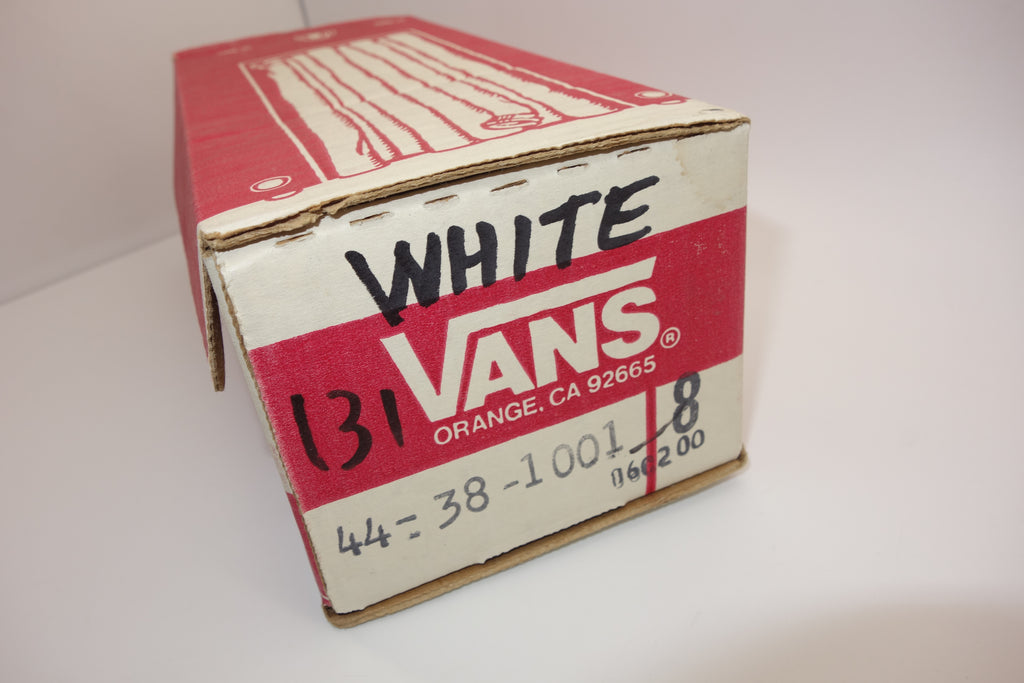 WHITE
VANS®
131
ORANGE, CA 92665
44-38-1001 8
060200